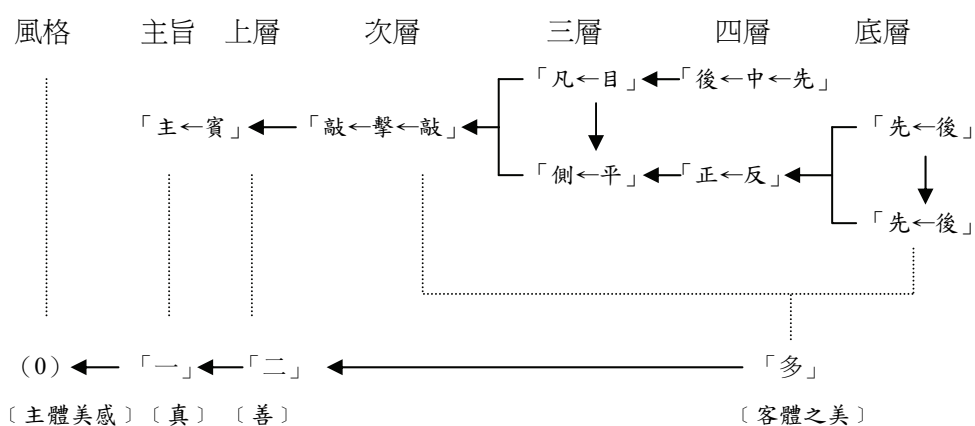 風格 主旨 上層 次層 三層 四層 底層
「凡←目」 「後←中←先」
「主←賓」 「敲←擊←敲」 「先←後」
「側←平」 「正←反」
「先←後」
(0) 「一」 「二」 「多」
〔主體美感〕 〔真〕 〔善〕 〔客體之美〕